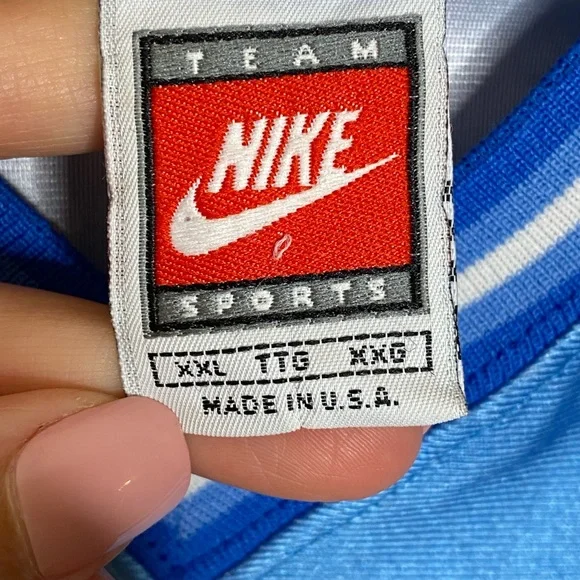 TEAM
NIKE
SPORTS
XXL TTG XXG
MADE IN U.S.A.